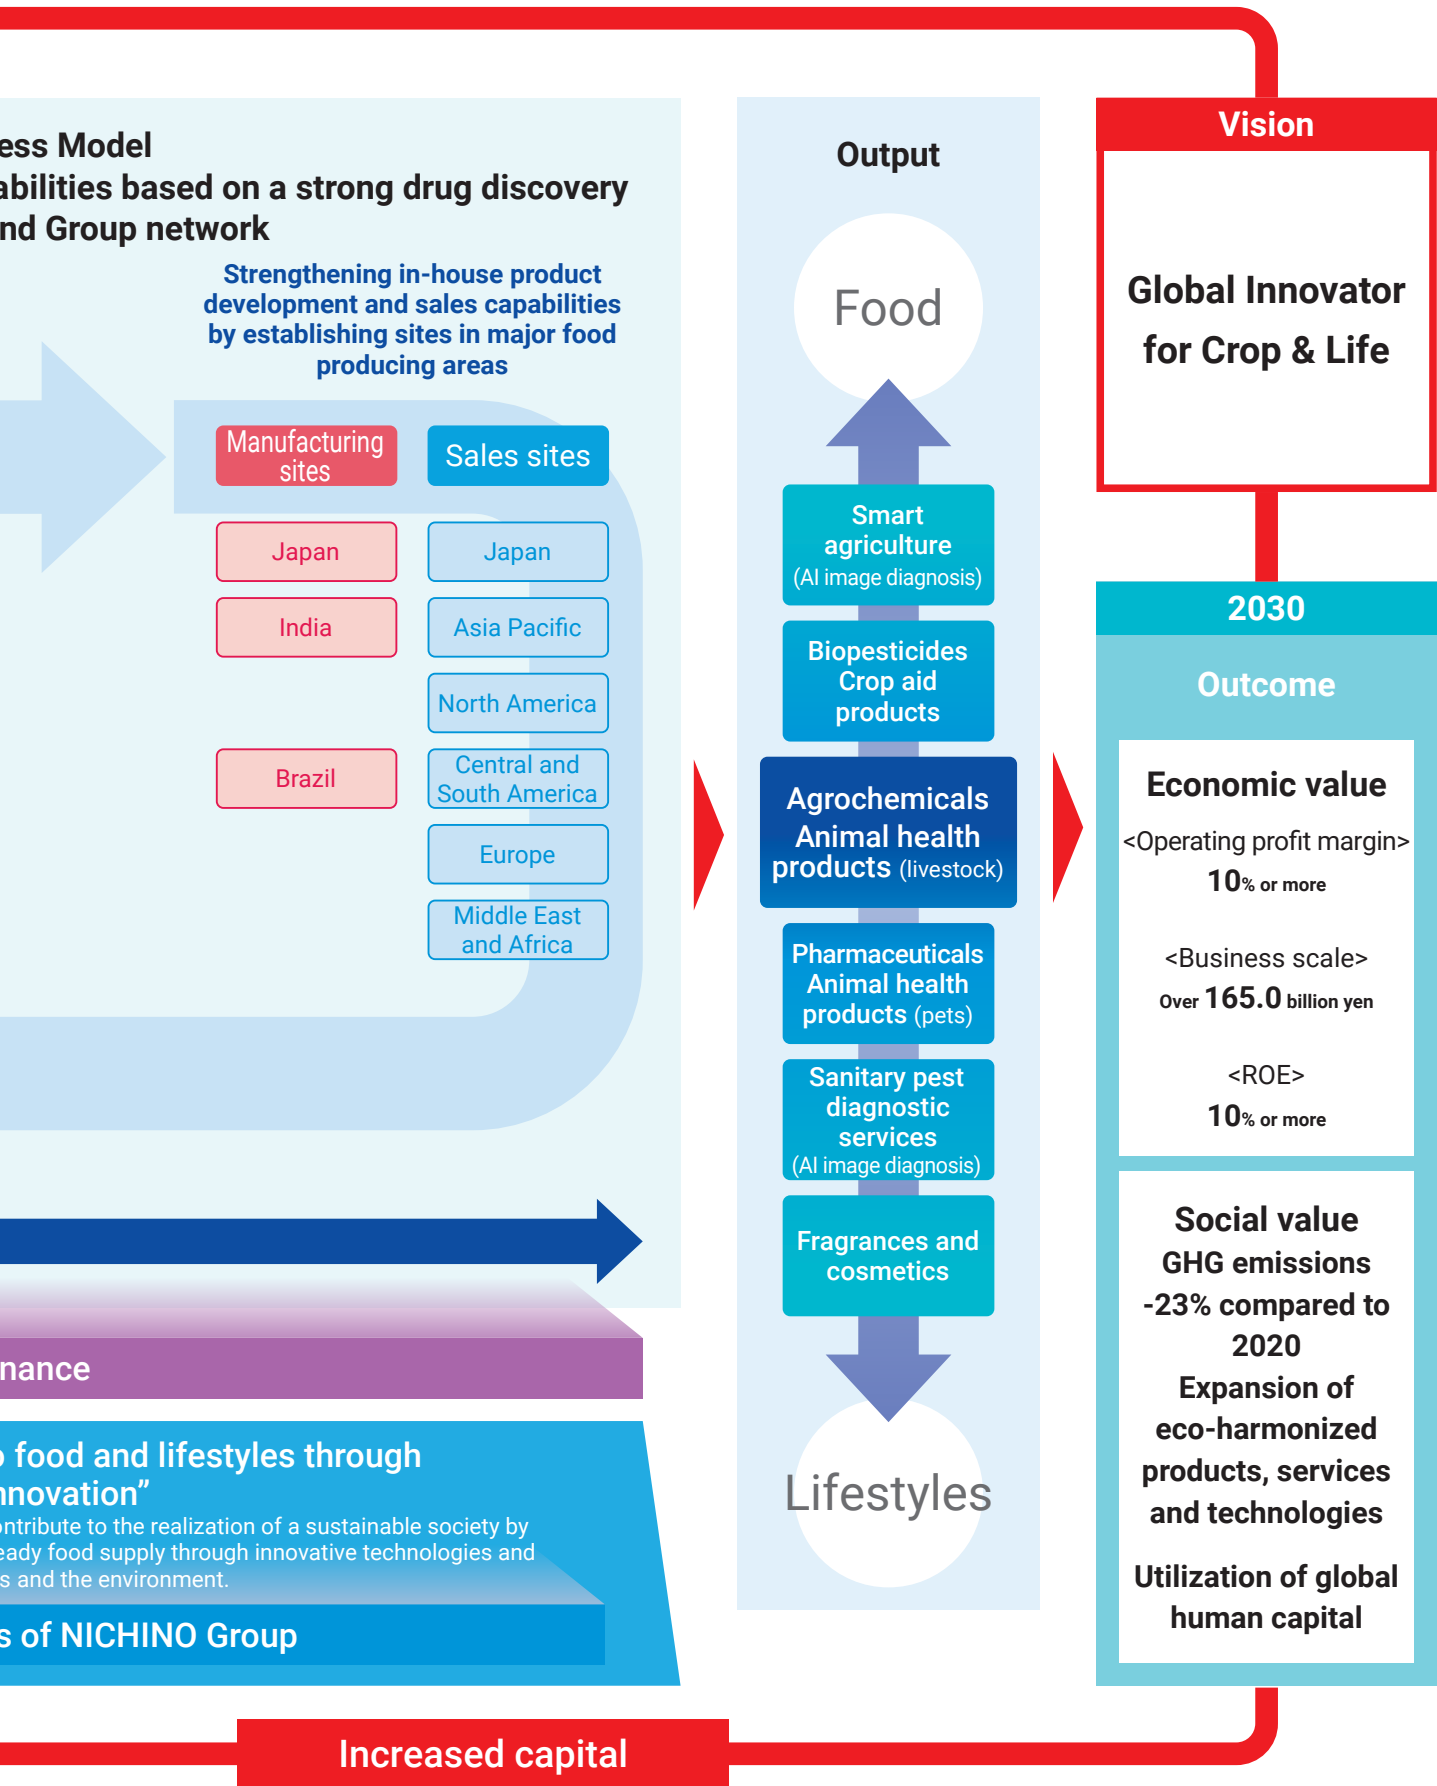 ess Model
abilities based on a strong drug discovery
nd Group network
Strengthening in-house product
development and sales capabilities
by establishing sites in major food
producing areas
Manufacturing
sites
Japan
India
Brazil
Sales sites
Japan
Asia Pacific
North America
Central and
South America
Europe
Middle East
and Africa
nance
o food and lifestyles through
nnovation”
ontribute to the realization of a sustainable society by
eady food supply through innovative technologies and
s and the environment.
s of NICHINO Group
Output
Food
Smart
agriculture
(AI image diagnosis)
Biopesticides
Crop aid
products
Agrochemicals
Animal health
products (livestock)
Pharmaceuticals
Animal health
products (pets)
Sanitary pest
diagnostic
services
(AI image diagnosis)
Fragrances and
cosmetics
Lifestyles
Vision
Global Innovator
for Crop & Life
2030
Outcome
Economic value
<Operating profit margin>
10% or more
<Business scale>
Over 165.0 billion yen
<ROE>
10% or more
Social value
GHG emissions
-23% compared to
2020
Expansion of
eco-harmonized
products, services
and technologies
Utilization of global
human capital
Increased capital